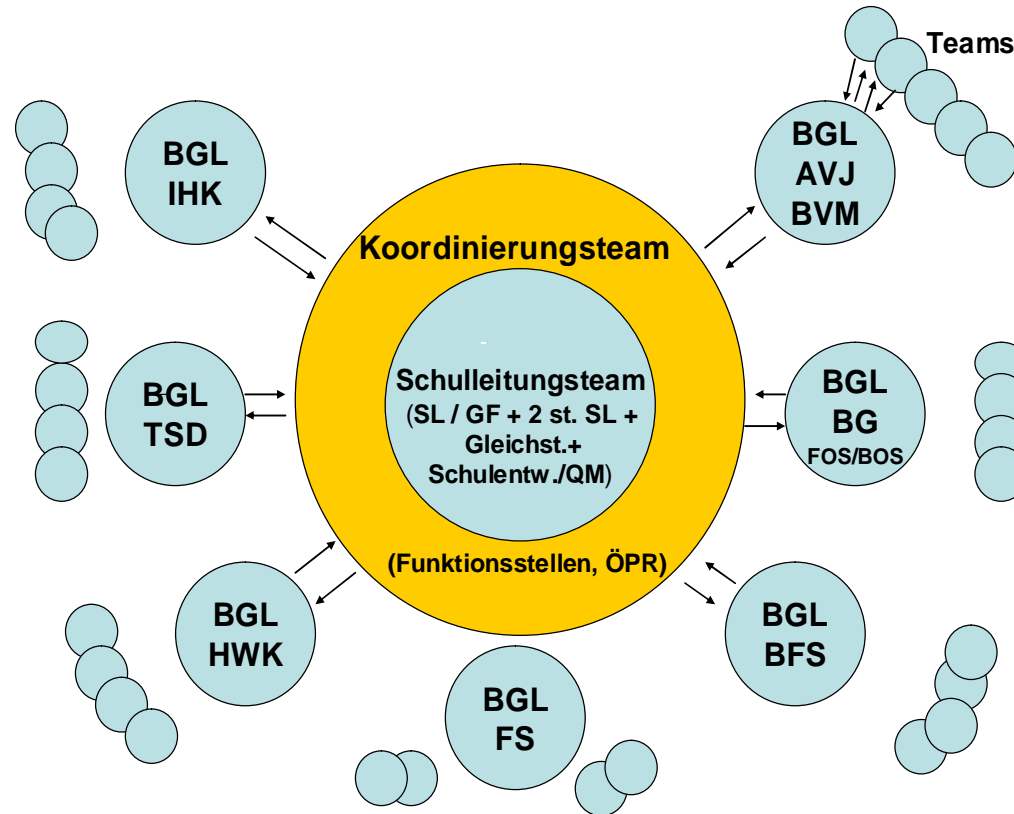 Teams
BGL
IHK
BGL
AVJ
BVM
Koordinierungsteam
Schulleitungsteam
(SL / GF + 2 st. SL +
Gleichst.+
Schulentw./QM)
BGL
TSD
BGL
BG
FOS/BOS
(Funktionsstellen, ÖPR)
BGL
HWK
BGL
BFS
BGL
FS